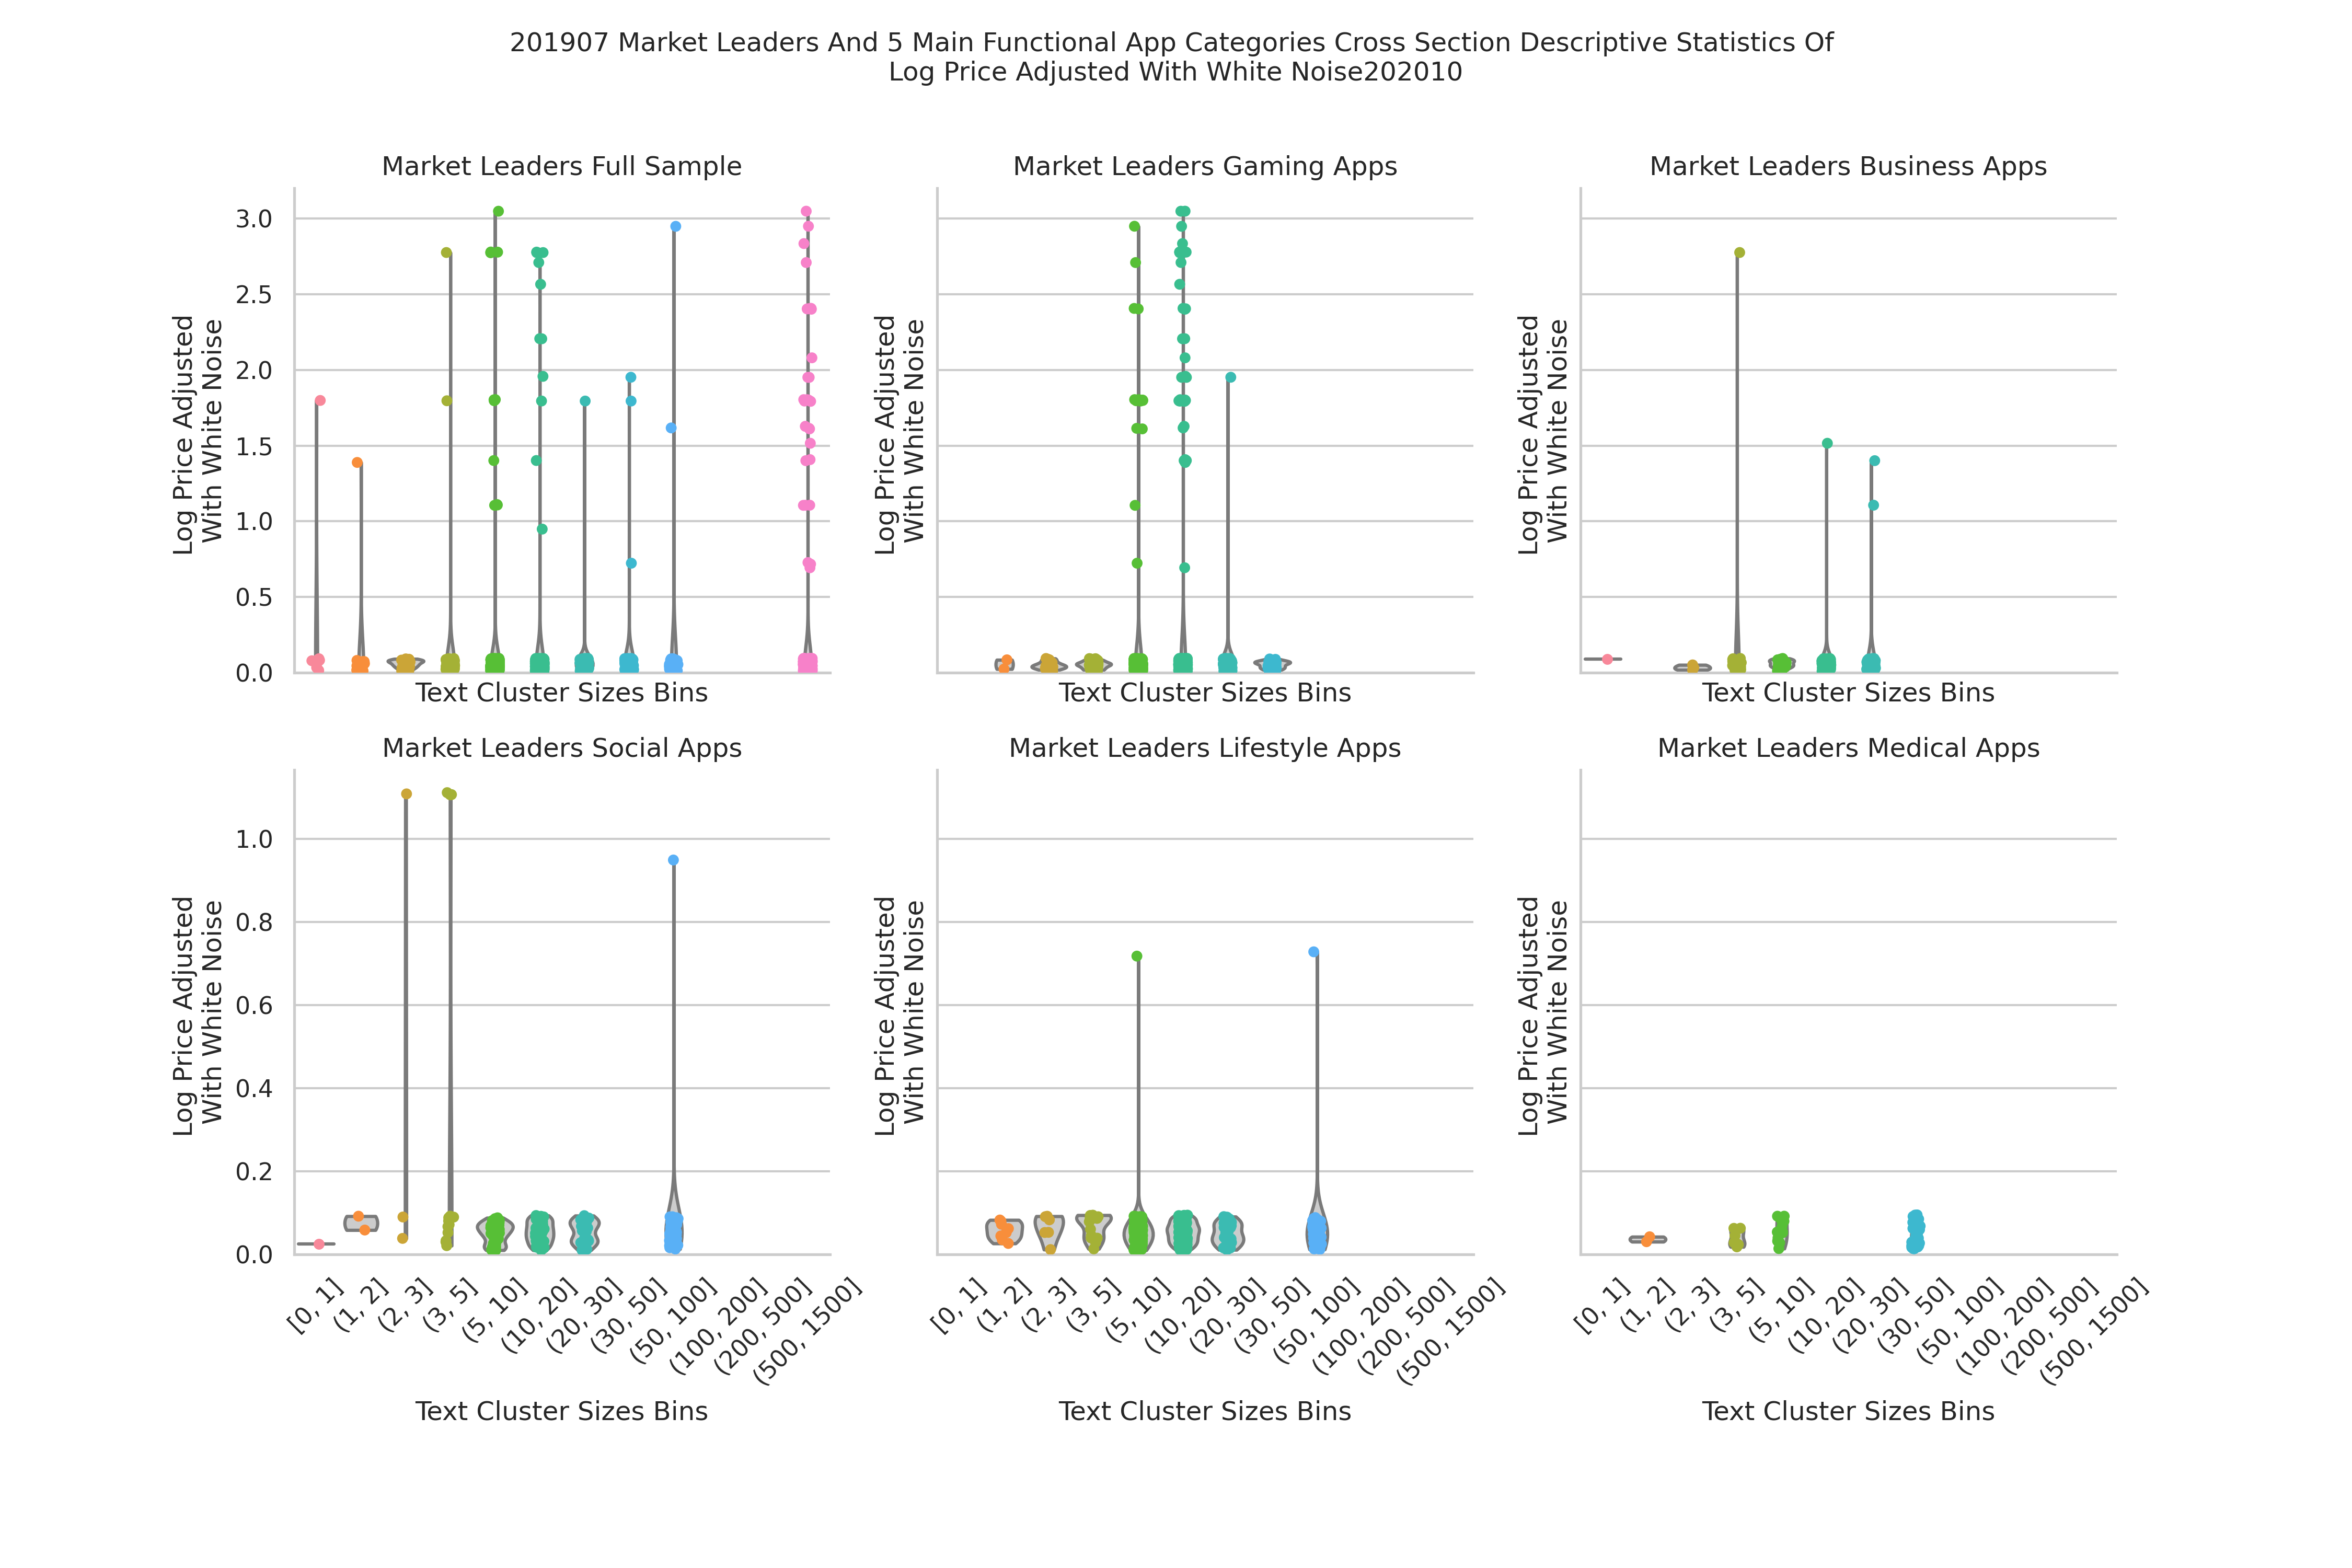 201907 Market Leaders And 5 Main Functional App Categories Cross Section Descriptive Statistics Of
Log Price Adjusted With White Noise202010
Market Leaders Full Sample
Market Leaders Gaming Apps
Market Leaders Business Apps
Log Price Adjusted
With White Noise
3.0
2.5
2.0
1.5
1.0
0.5
0.0
Log Price Adjusted
With White Noise
Log Price Adjusted
With White Noise
Text Cluster Sizes Bins
Text Cluster Sizes Bins
Text Cluster Sizes Bins
Market Leaders Social Apps
Market Leaders Lifestyle Apps
Market Leaders Medical Apps
Log Price Adjusted
With White Noise
1.0
0.8
0.6
0.4
0.2
0.0
Log Price Adjusted
With White Noise
Log Price Adjusted
With White Noise
[0, 1]
(1, 2]
(2, 3]
(3, 5]
(5, 10]
(10, 20]
(20, 30]
(30, 50]
(50, 100]
(100, 200]
(200, 500]
(500, 1500]
[0, 1]
(1, 2]
(2, 3]
(3, 5]
(5, 10]
(10, 20]
(20, 30]
(30, 50]
(50, 100]
(100, 200]
(200, 500]
(500, 1500]
[0, 1]
(1, 2]
(2, 3]
(3, 5]
(5, 10]
(10, 20]
(20, 30]
(30, 50]
(50, 100]
(100, 200]
(200, 500]
(500, 1500]
Text Cluster Sizes Bins
Text Cluster Sizes Bins
Text Cluster Sizes Bins